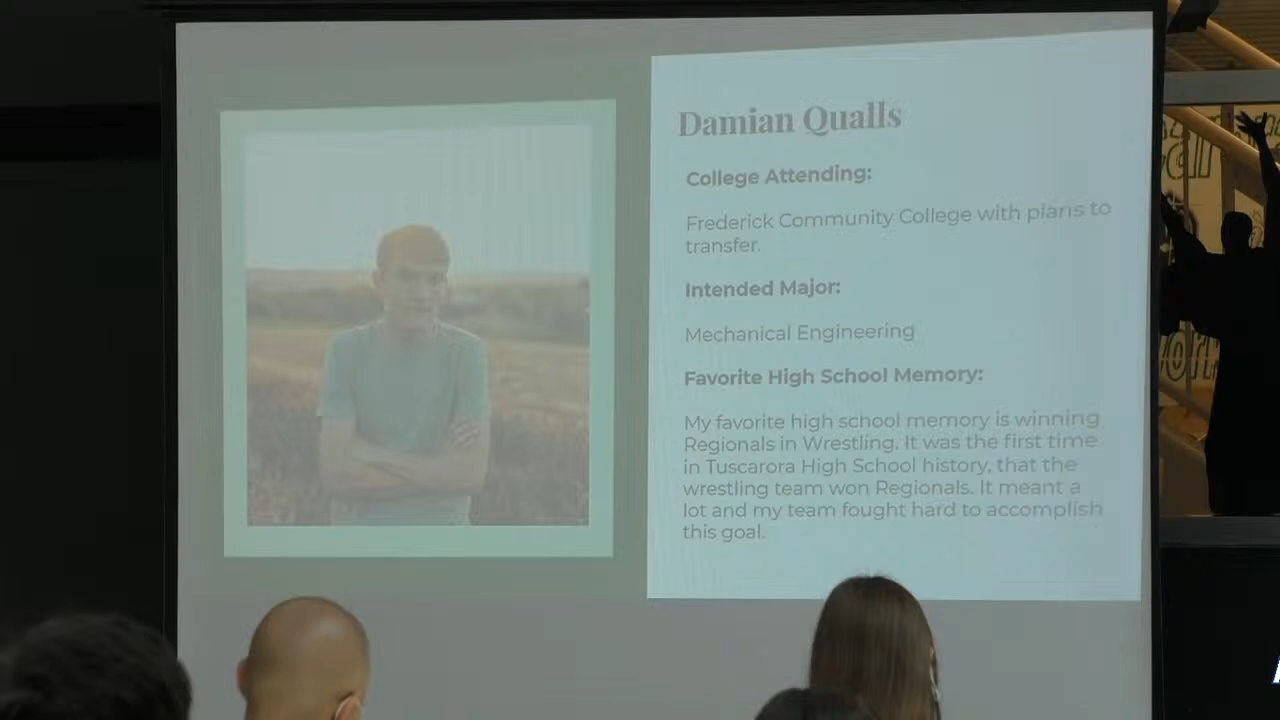 Damian Qualls
College Attending:
Frederick Community College with plans to
transfer.
Intended Major:
Mechanical Engineering
Favorite High School Memory:
My favorite high school memory is winning
Regionals in Wrestling. It was the first time
in Tuscarora High School history, that the
wrestling team won Regionals. It meant a
lot and my team fought hard to accomplish
this goal.